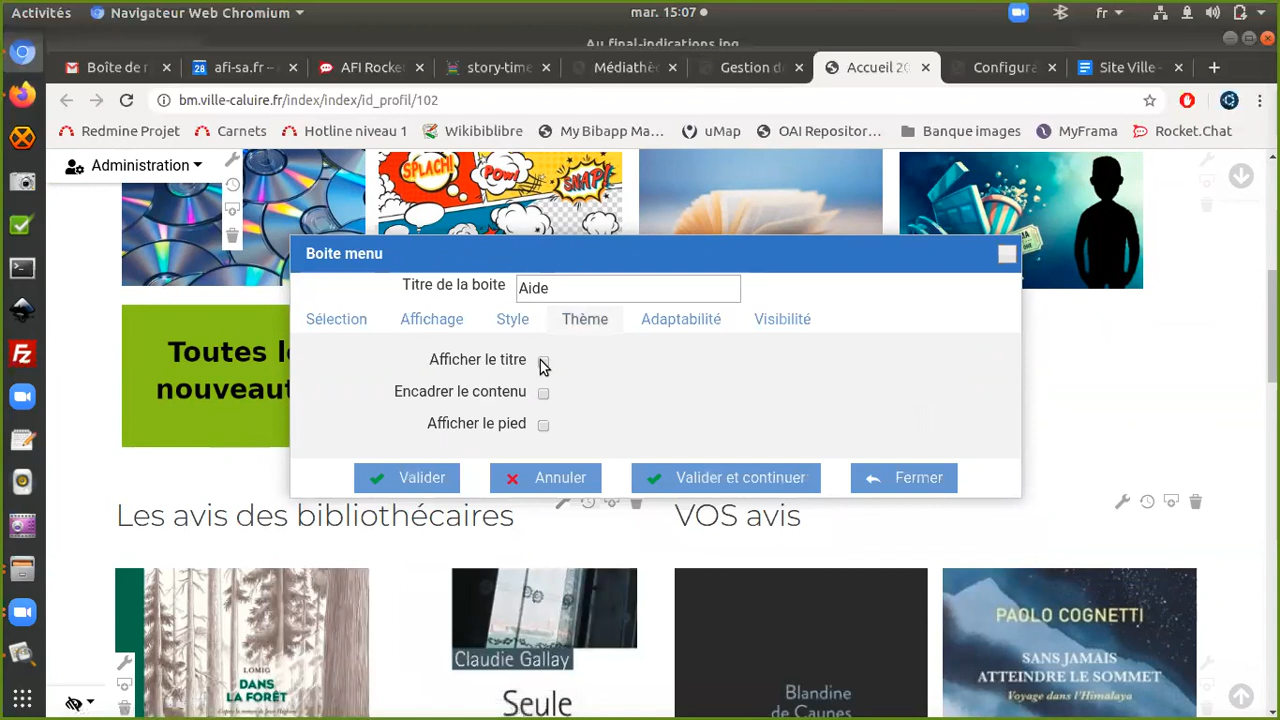 Activités
Navigateur Web Chromium
mar. 15:07
fr
Au final-indications.jpg
Boîte de r
afi-sa.fr –
AFI Rocke
story-time
Médiathè
Gestion de
Accueil 20
Configura
Site Ville -
bm.ville-caluire.fr/index/index/id_profil/102
Redmine Projet
Carnets
Hotline niveau 1
Wikibiblibre
My Bibapp Ma...
uMap
OAI Repositor...
Banque images
MyFrama
Rocket.Chat
Administration
SPLACH!
POW!
SNAP!
Boite menu
Titre de la boite
Aide
Sélection
Affichage
Style
Thème
Adaptabilité
Visibilité
Afficher le titre
Encadrer le contenu
Afficher le pied
Valider
Annuler
Valider et continuer
Fermer
Toutes l
nouveaut
Les avis des bibliothécaires
VOS avis
LOMIG
DANS
LA FORÊT
Claudie Gallay
Seule
Blandine
de Caunes
PAOLO COGNETTI
SANS JAMAIS
ATTEINDRE LE SOMMET
Voyage dans l'Himalaya